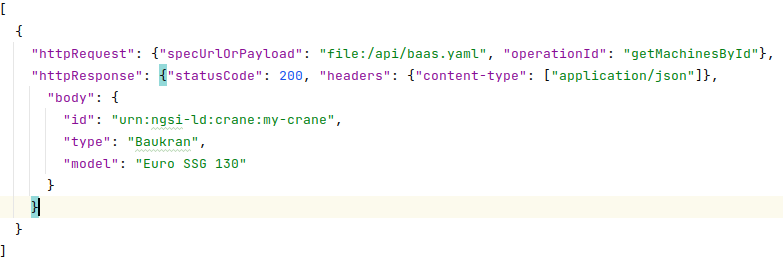 [
  {
    "httpRequest": {"specUrlOrPayload": "file:/api/baas.yaml", "operationId": "getMachinesById"},
    "httpResponse": {"statusCode": 200, "headers": {"content-type": ["application/json"]},
      "body": {
        "id": "urn:ngsi-ld:crane:my-crane",
        "type": "Baukran",
        "model": "Euro SSG 130"
      }
    }
  }
]